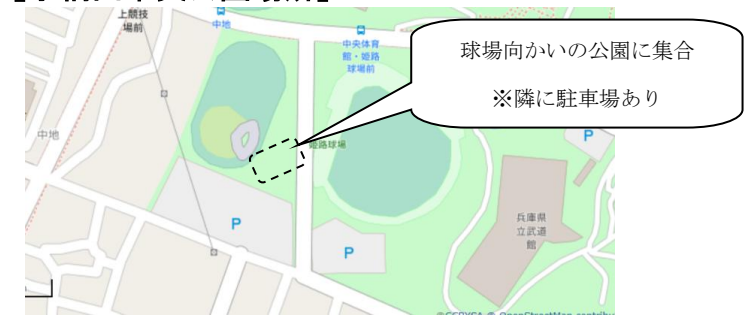 上競技
場前
中地
中央体育
館・姫路
球場前
球場向かいの公園に集合
※隣に駐車場あり
中地
姫路球場
P
P
P
兵庫県
立武道
館